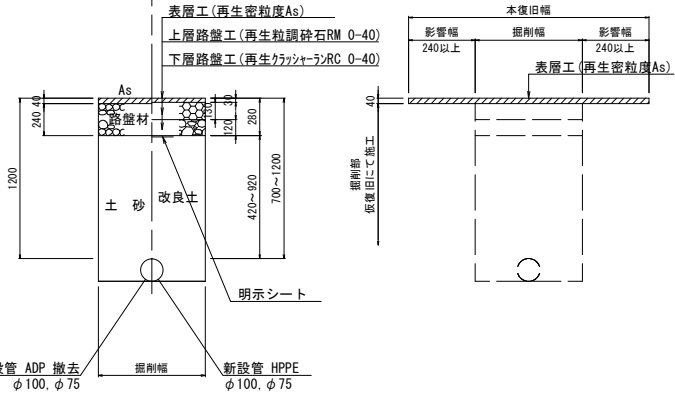 表層工(再生密粒度As)
上層路盤工(再生粒調砕石RM 0-40)
下層路盤工(再生クラッシャーランRC 0-40)
As
路盤材
40
240
1200
30
100
120
280
420~920
700~1200
土 砂
改良土
明示シート
設管 ADP 撤去
φ100, φ75
掘削幅
新設管 HPPE
φ100, φ75
本復旧幅
影響幅
掘削幅
影響幅
240以上
240以上
表層工(再生密粒度As)
40
掘削部
仮復旧にて施工